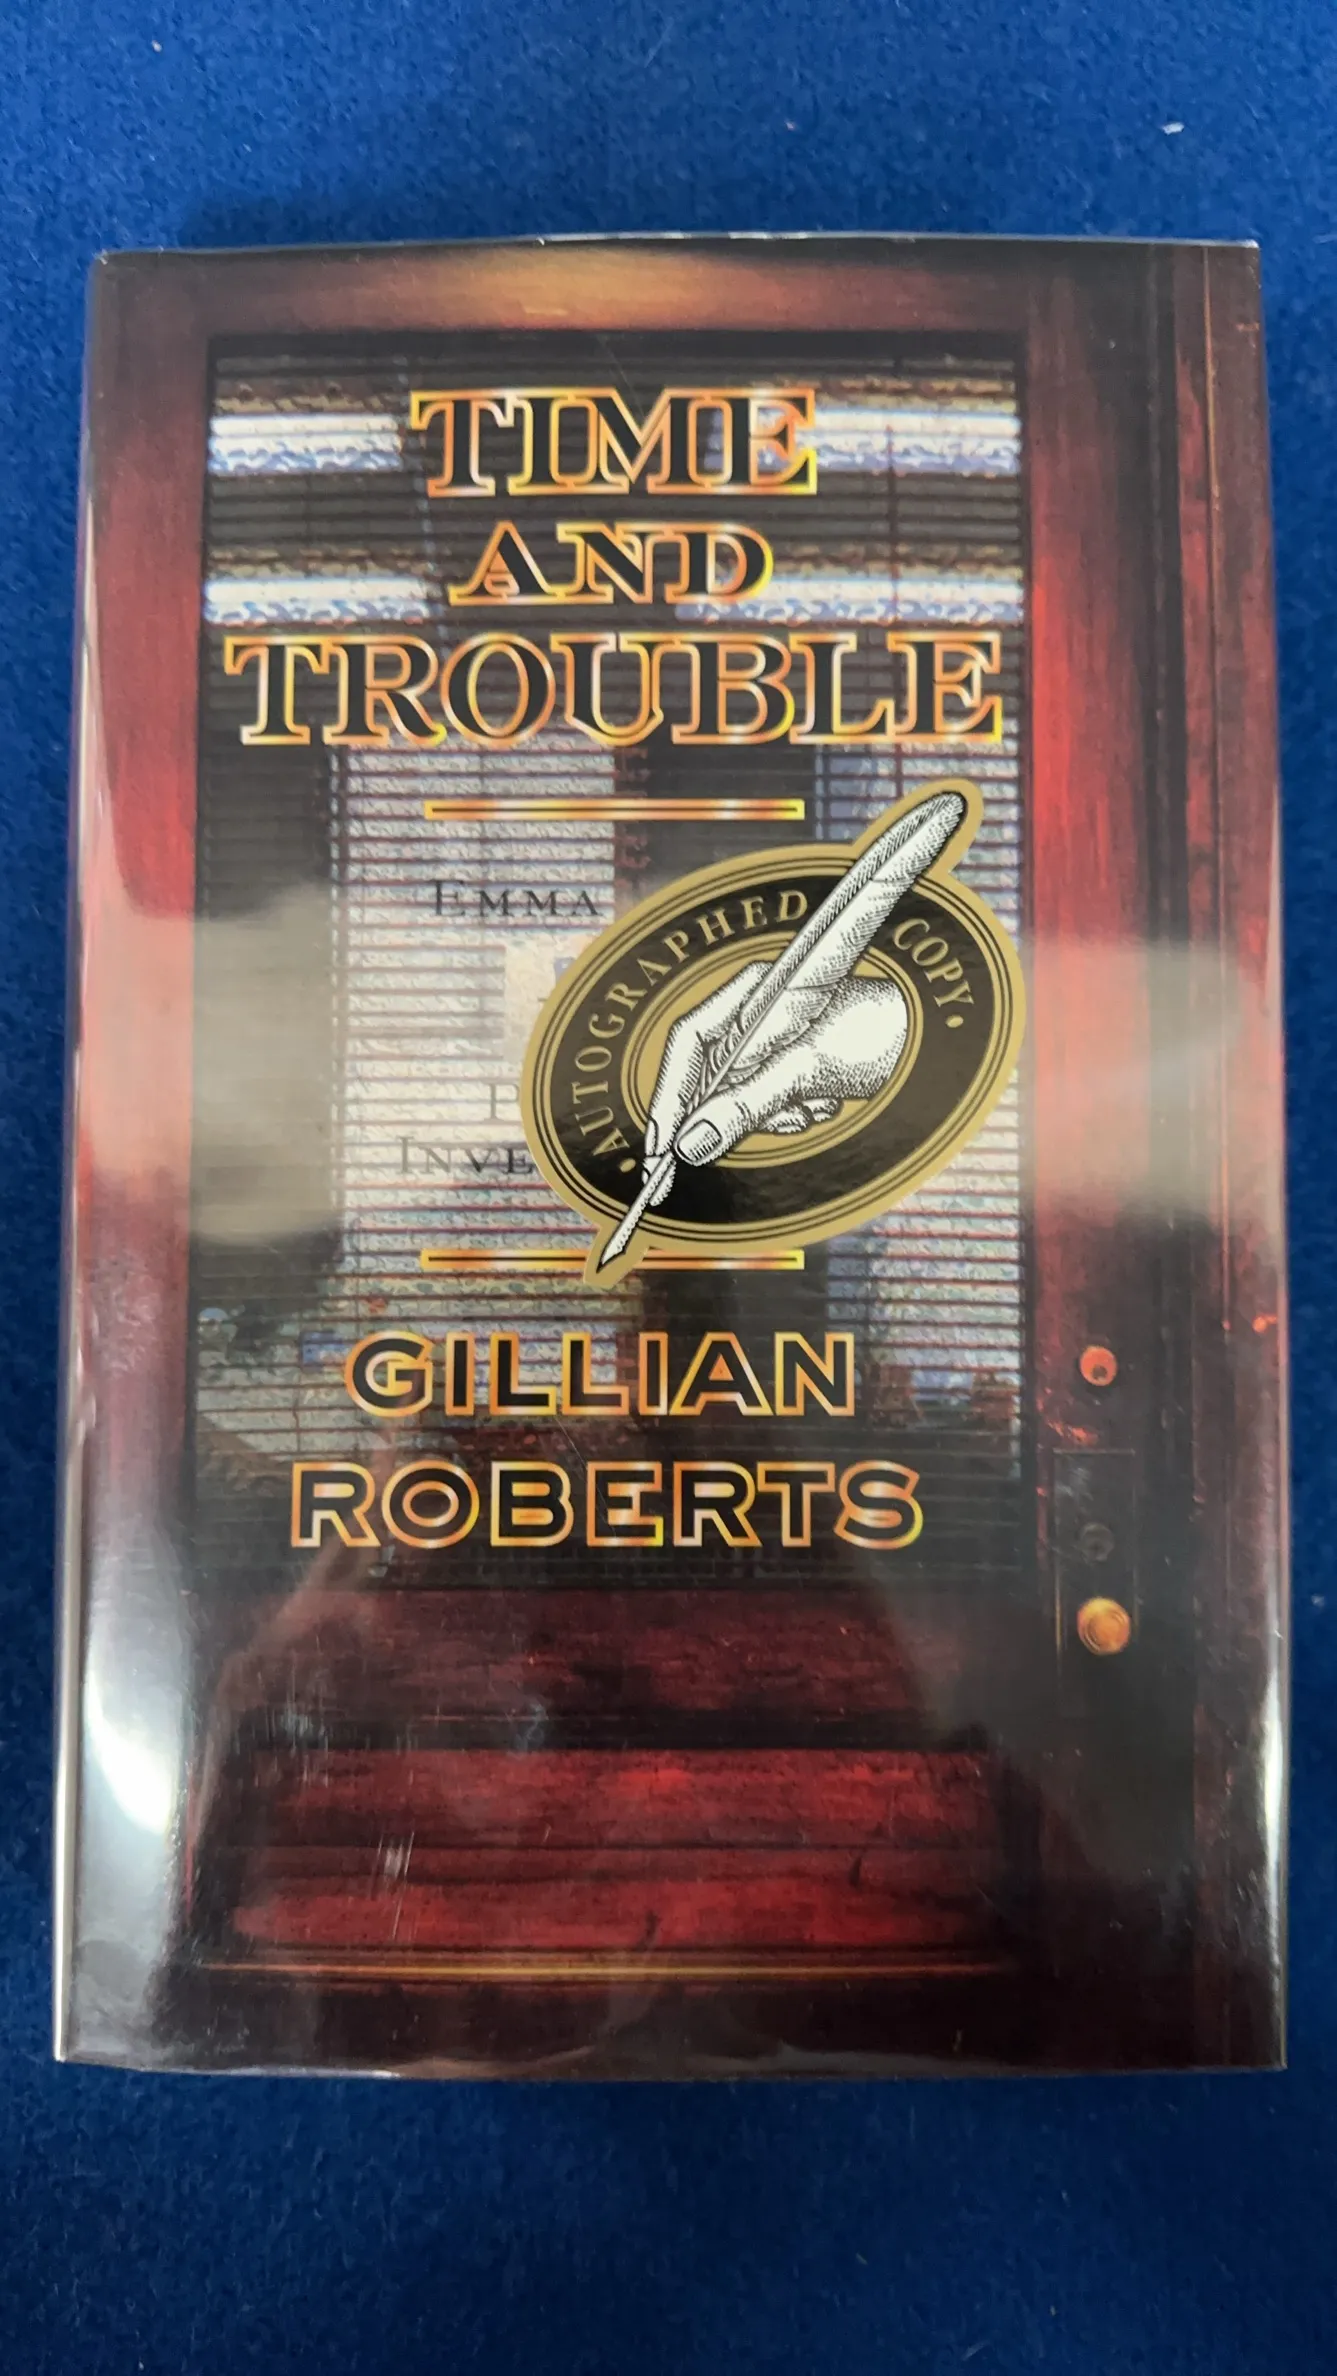 TIME
AND
TROUBLE
EMMA
• AUTOGRAPHED COPY •
GILLIAN
ROBERTS